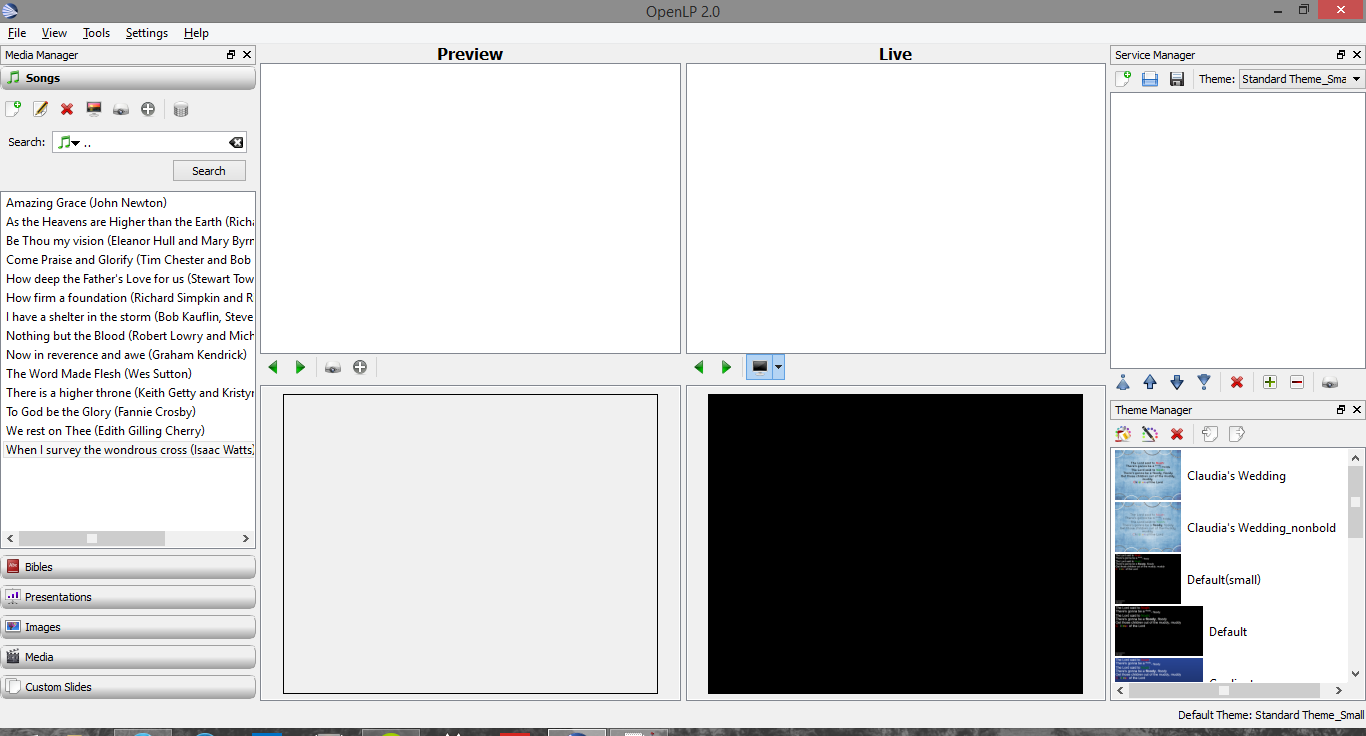 OpenLP 2.0
File View Tools Settings Help
Media Manager
Songs
Search: ..
Search
Amazing Grace (John Newton)
As the Heavens are Higher than the Earth (Richa
Be Thou my vision (Eleanor Hull and Mary Byrn
Come Praise and Glorify (Tim Chester and Bob
How deep the Father's Love for us (Stewart Tow
How firm a foundation (Richard Simpkin and R
I have a shelter in the storm (Bob Kauflin, Steve
Nothing but the Blood (Robert Lowry and Mich
Now in reverence and awe (Graham Kendrick)
The Word Made Flesh (Wes Sutton)
There is a higher throne (Keith Getty and Kristyn
To God be the Glory (Fannie Crosby)
We rest on Thee (Edith Gilling Cherry)
When I survey the wondrous cross (Isaac Watts)
Bibles
Presentations
Images
Media
Custom Slides
Preview
Live
Service Manager
Theme: Standard Theme_Sma
Theme Manager
Claudia's Wedding
Claudia's Wedding_nonbold
Default(small)
Default
Default Theme: Standard Theme_Small